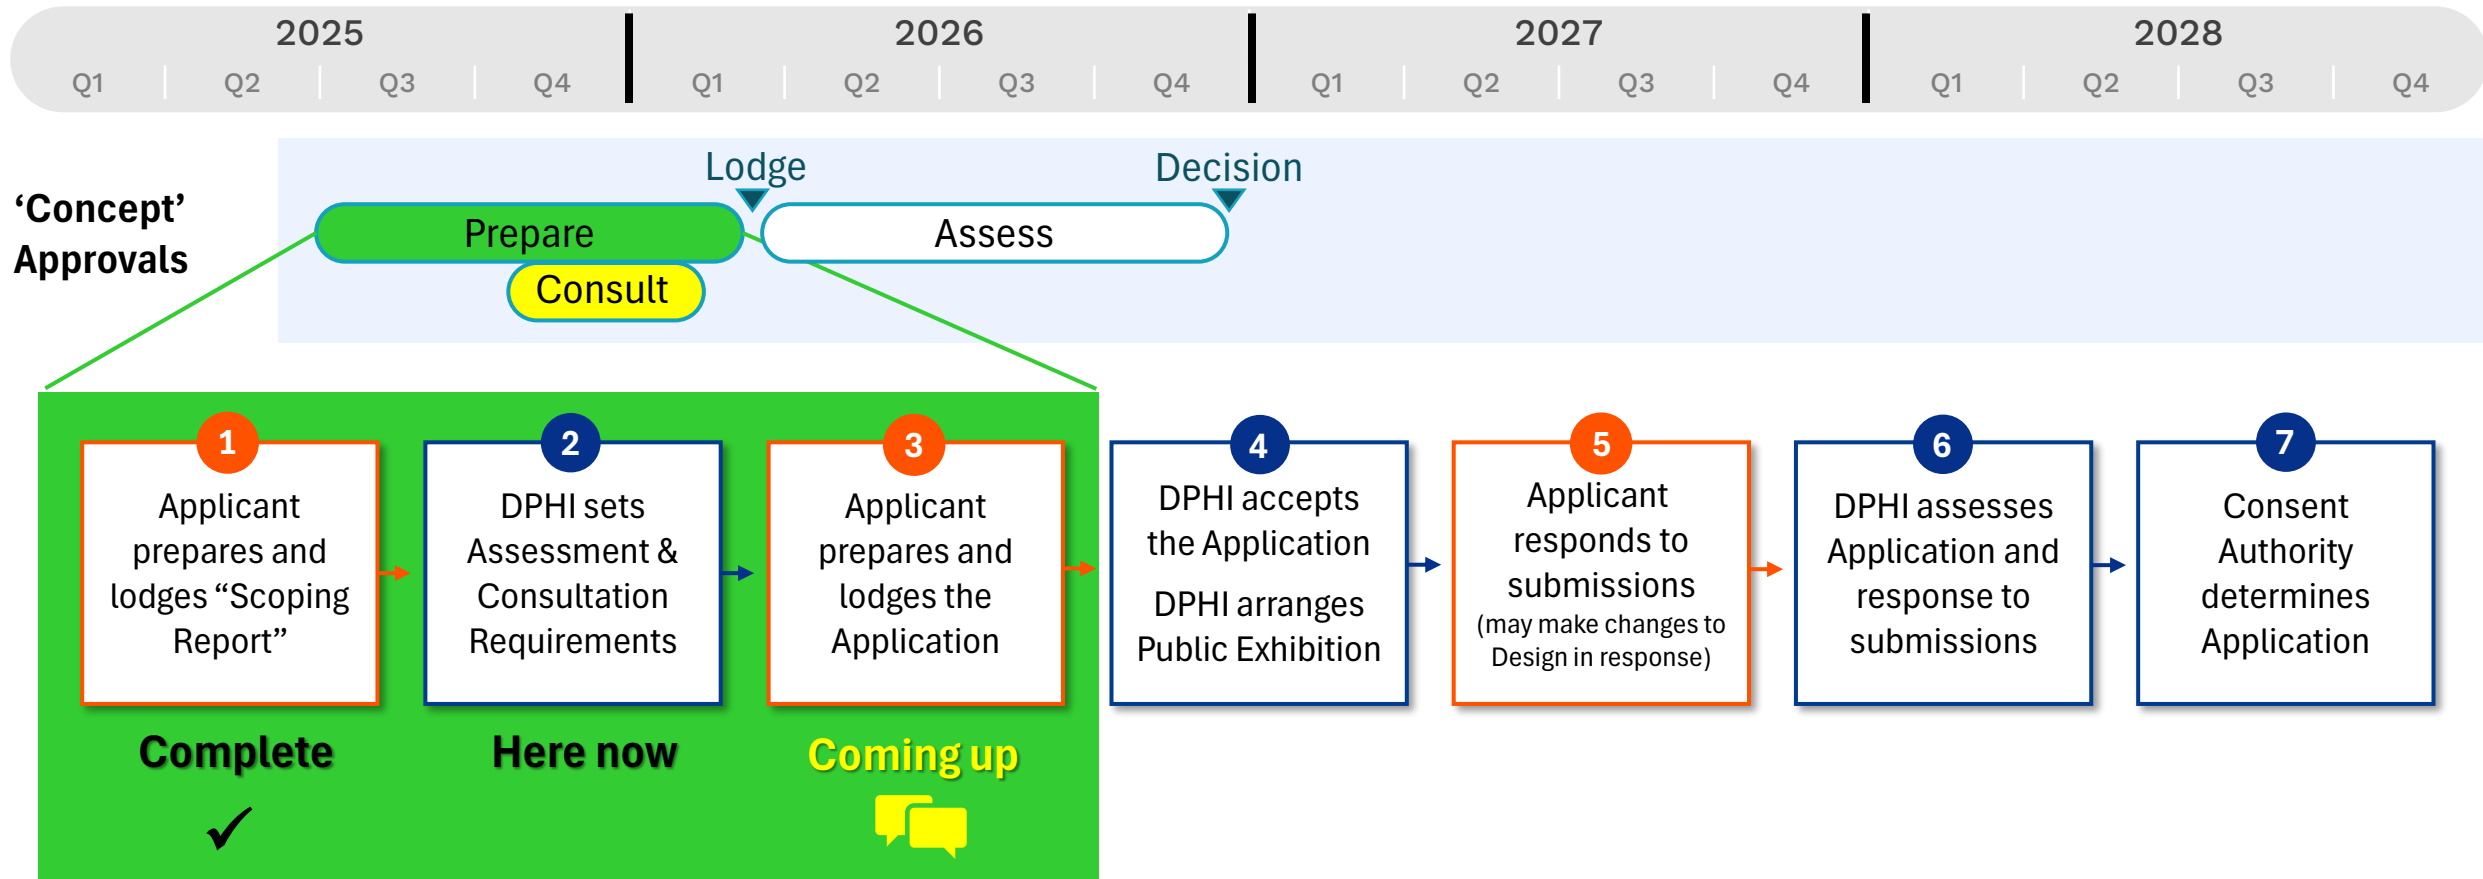 2025 2026 2027 2028
Q1 Q2 Q3 Q4 Q1 Q2 Q3 Q4 Q1 Q2 Q3 Q4 Q1 Q2 Q3 Q4
‘Concept’
Approvals
Lodge
Decision
Prepare
Assess
Consult
1
Applicant
prepares and
lodges “Scoping
Report”
Complete
2
DPHI sets
Assessment &
Consultation
Requirements
Here now
3
Applicant
prepares and
lodges the
Application
Coming up
4
DPHI accepts
the Application
DPHI arranges
Public Exhibition
5
Applicant
responds to
submissions
(may make changes to
Design in response)
6
DPHI assesses
Application and
response to
submissions
7
Consent
Authority
determines
Application